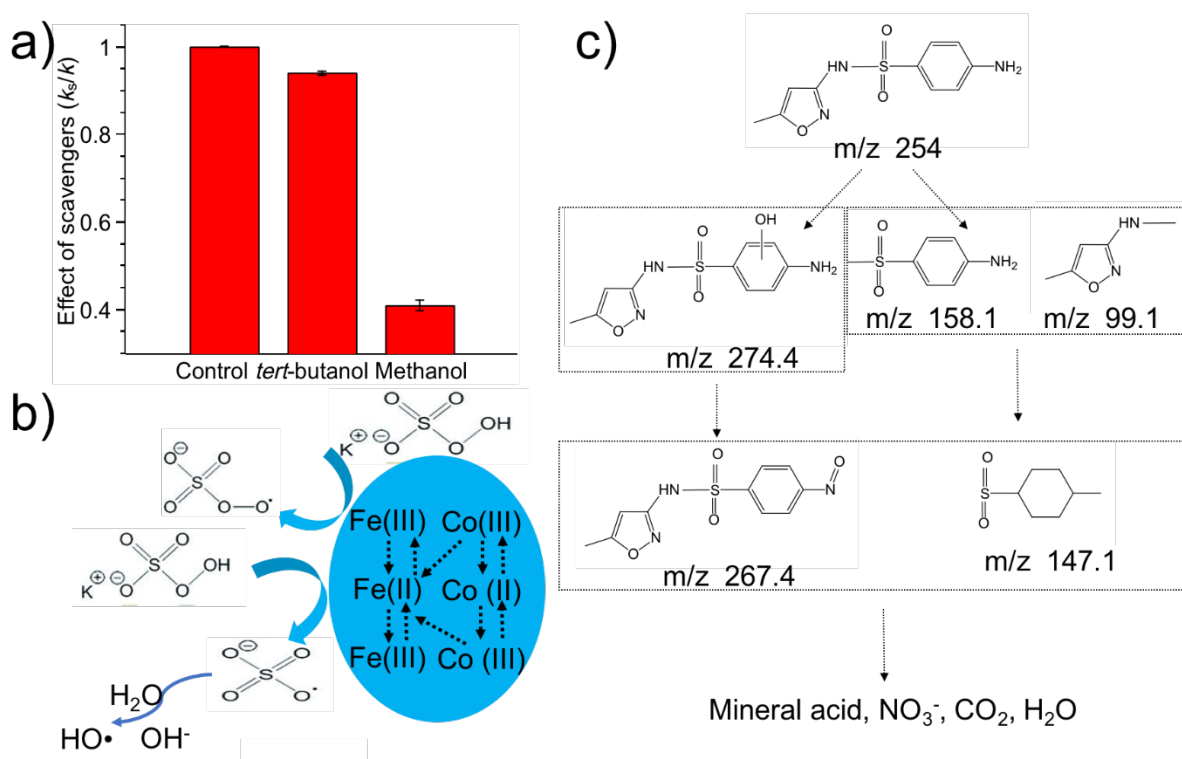 a)
Effect of scavengers (kₛ/k)
1
0.8
0.6
0.4
Control tert-butanol Methanol
b)
O
O
S
OH
K⊕ ⊖O
O
⊖
O
O
S
O
O—O•
O
O
S
OH
K⊕ ⊖O
O
Fe(III) Co(III)
Fe(II) Co (II)
Fe(III) Co (III)
⊖
O
O
S
O
O•
H₂O
HO• OH⁻
c)
O
HN
S
NH₂
O
N
O
m/z 254
OH
O
HN
S
NH₂
O
N
O
m/z 274.4
O
S
NH₂
O
m/z 158.1
HN
N
O
m/z 99.1
O
O
HN
S
N
O
N
O
m/z 267.4
O
S
O
m/z 147.1
Mineral acid, NO₃⁻, CO₂, H₂O